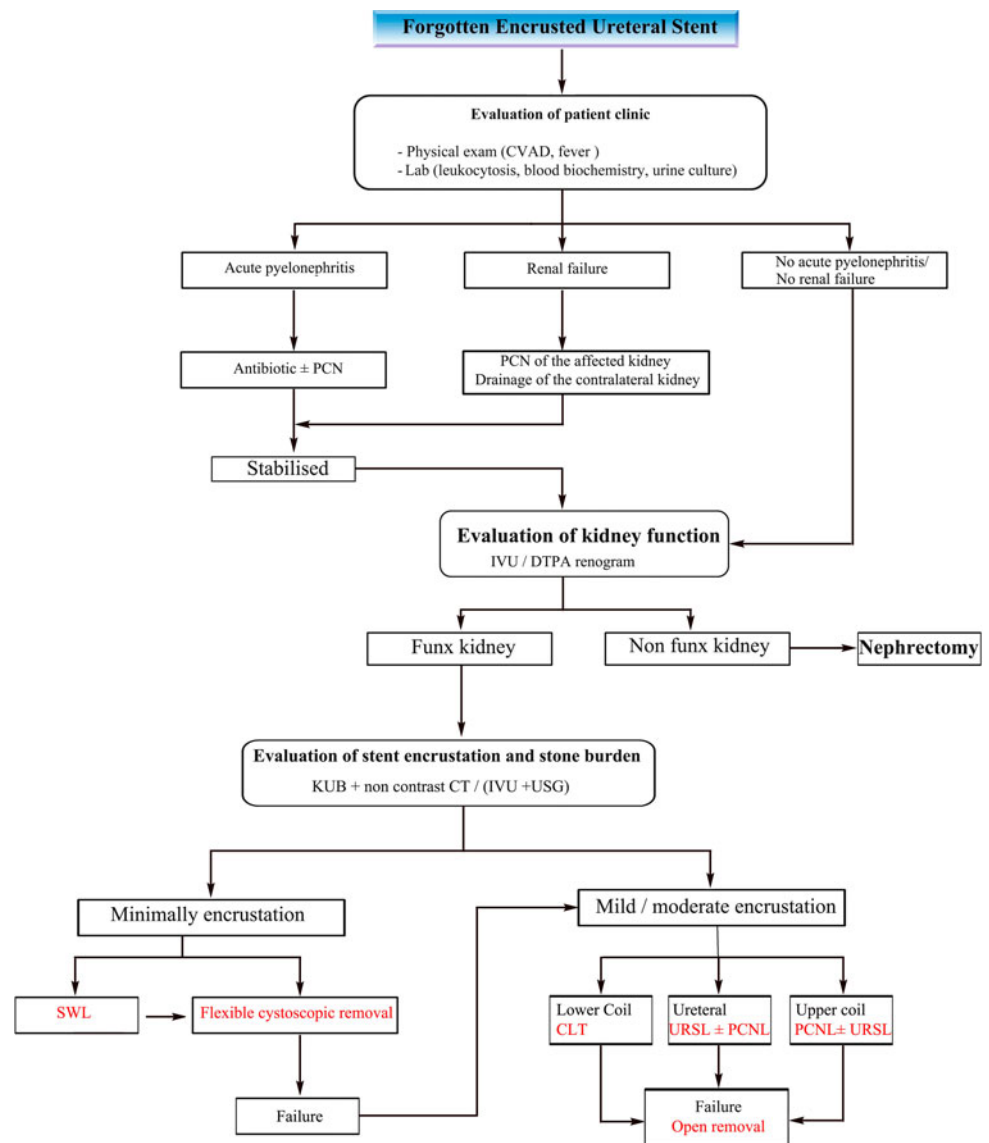 Forgotten Encrusted Ureteral Stent
Evaluation of patient clinic
- Physical exam (CVAD, fever )
- Lab (leukocytosis, blood biochemistry, urine culture)
Acute pyelonephritis
Renal failure
No acute pyelonephritis/
No renal failure
Antibiotic ± PCN
PCN of the affected kidney
Drainage of the contralateral kidney
Stabilised
Evaluation of kidney function
IVU / DTPA renogram
Funx kidney
Non funx kidney
Nephrectomy
Evaluation of stent encrustation and stone burden
KUB + non contrast CT / (IVU +USG)
Minimally encrustation
Mild / moderate encrustation
SWL
Flexible cystoscopic removal
Lower Coil
CLT
Ureteral
URSL ± PCNL
Upper coil
PCNL± URSL
Failure
Failure
Open removal